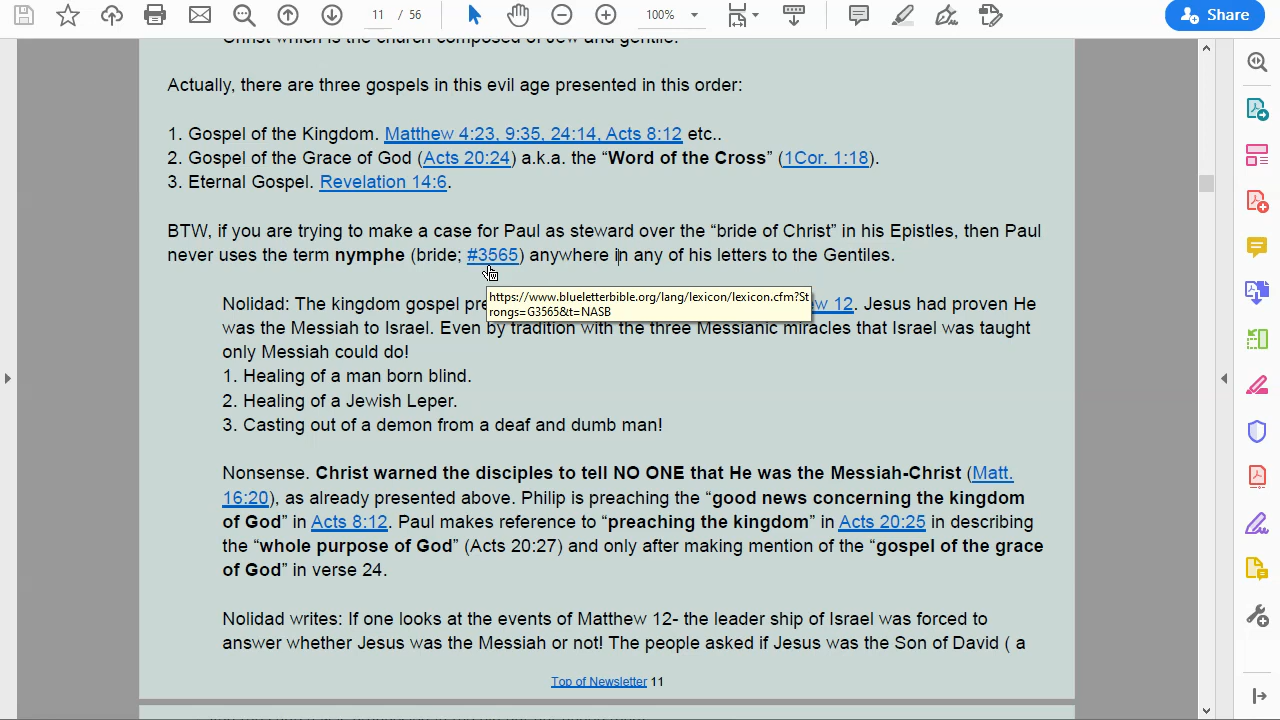 11 / 56
100%
Share
Christ which is the church composed of Jew and gentile.
Actually, there are three gospels in this evil age presented in this order:
1. Gospel of the Kingdom. Matthew 4:23, 9:35, 24:14, Acts 8:12 etc..
2. Gospel of the Grace of God (Acts 20:24) a.k.a. the “Word of the Cross” (1Cor. 1:18).
3. Eternal Gospel. Revelation 14:6.
BTW, if you are trying to make a case for Paul as steward over the “bride of Christ” in his Epistles, then Paul
never uses the term nymphe (bride; #3565) anywhere in any of his letters to the Gentiles.
Nolidad: The kingdom gospel pre w 12. Jesus had proven He
https://www.blueletterbible.org/lang/lexicon/lexicon.cfm?St
rongs=G3565&t=NASB
was the Messiah to Israel. Even by tradition with the three Messianic miracles that Israel was taught
only Messiah could do!
1. Healing of a man born blind.
2. Healing of a Jewish Leper.
3. Casting out of a demon from a deaf and dumb man!
Nonsense. Christ warned the disciples to tell NO ONE that He was the Messiah-Christ (Matt.
16:20), as already presented above. Philip is preaching the “good news concerning the kingdom
of God” in Acts 8:12. Paul makes reference to “preaching the kingdom” in Acts 20:25 in describing
the “whole purpose of God” (Acts 20:27) and only after making mention of the “gospel of the grace
of God” in verse 24.
Nolidad writes: If one looks at the events of Matthew 12- the leader ship of Israel was forced to
answer whether Jesus was the Messiah or not! The people asked if Jesus was the Son of David ( a
Top of Newsletter 11